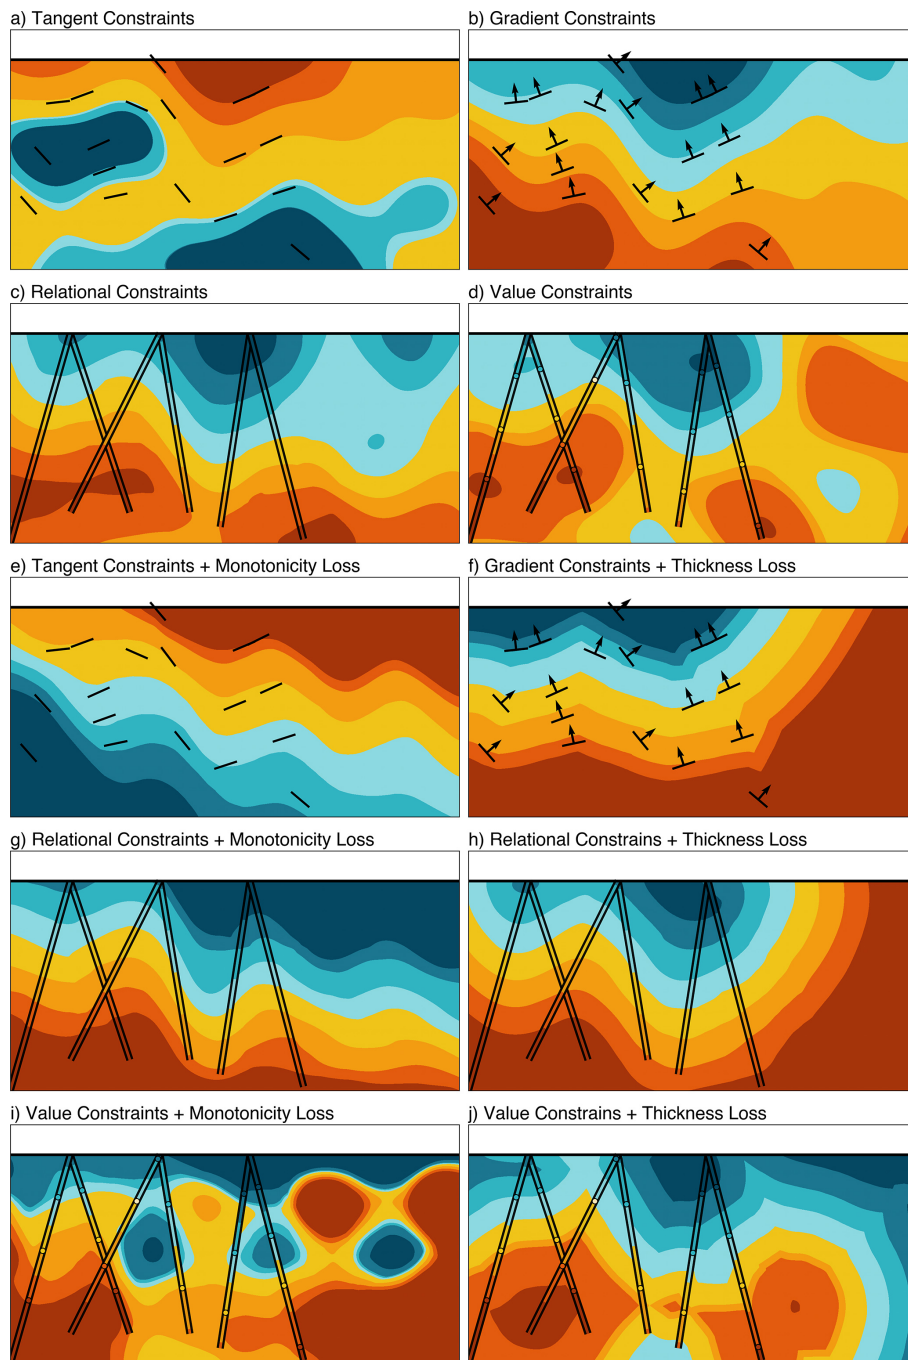 a) Tangent Constraints
b) Gradient Constraints
c) Relational Constraints
d) Value Constraints
e) Tangent Constraints + Monotonicity Loss
f) Gradient Constraints + Thickness Loss
g) Relational Constraints + Monotonicity Loss
h) Relational Constrains + Thickness Loss
i) Value Constraints + Monotonicity Loss
j) Value Constrains + Thickness Loss